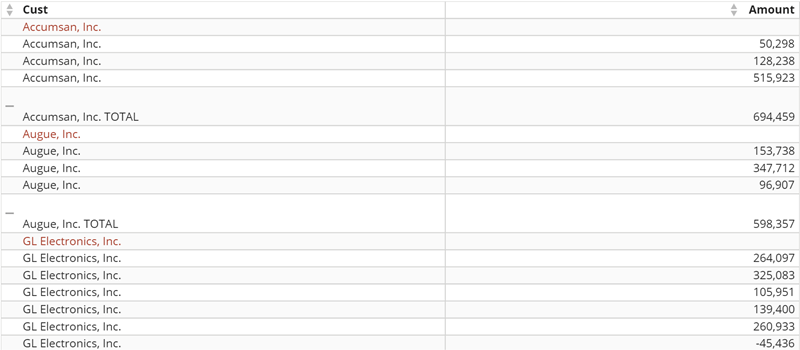 Cust Amount
Accumsan, Inc.
Accumsan, Inc. 50,298
Accumsan, Inc. 128,238
Accumsan, Inc. 515,923
Accumsan, Inc. TOTAL 694,459
Augue, Inc.
Augue, Inc. 153,738
Augue, Inc. 347,712
Augue, Inc. 96,907
Augue, Inc. TOTAL 598,357
GL Electronics, Inc.
GL Electronics, Inc. 264,097
GL Electronics, Inc. 325,083
GL Electronics, Inc. 105,951
GL Electronics, Inc. 139,400
GL Electronics, Inc. 260,933
GL Electronics, Inc. -45,436